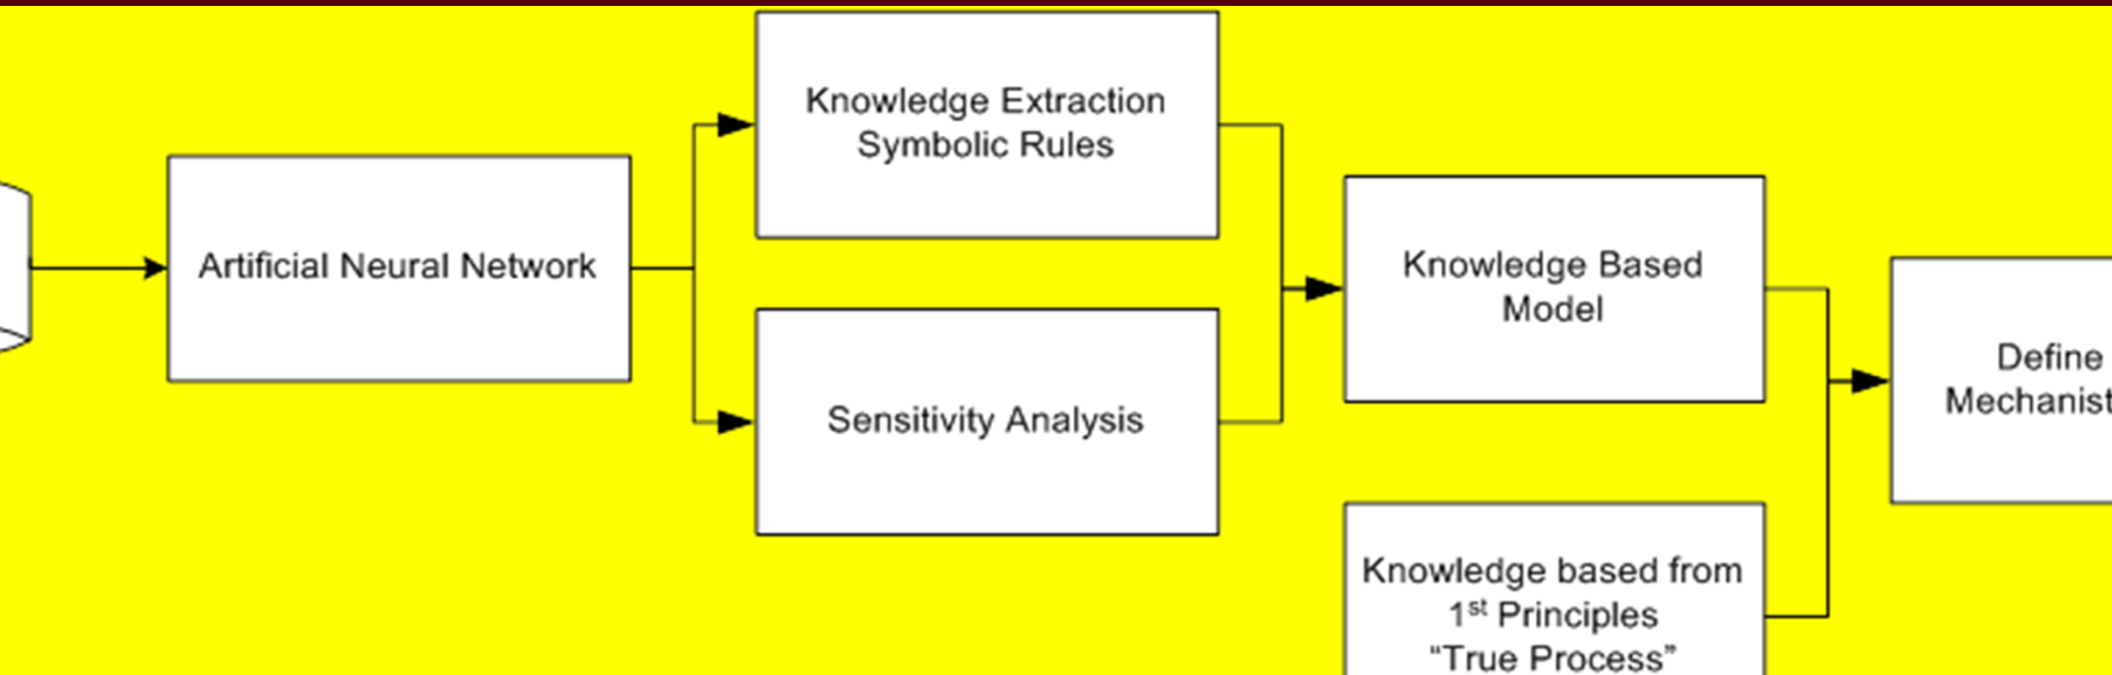 Knowledge Extraction
Symbolic Rules
Artificial Neural Network
Sensitivity Analysis
Knowledge Based
Model
Knowledge based from
1st Principles
“True Process”
Define